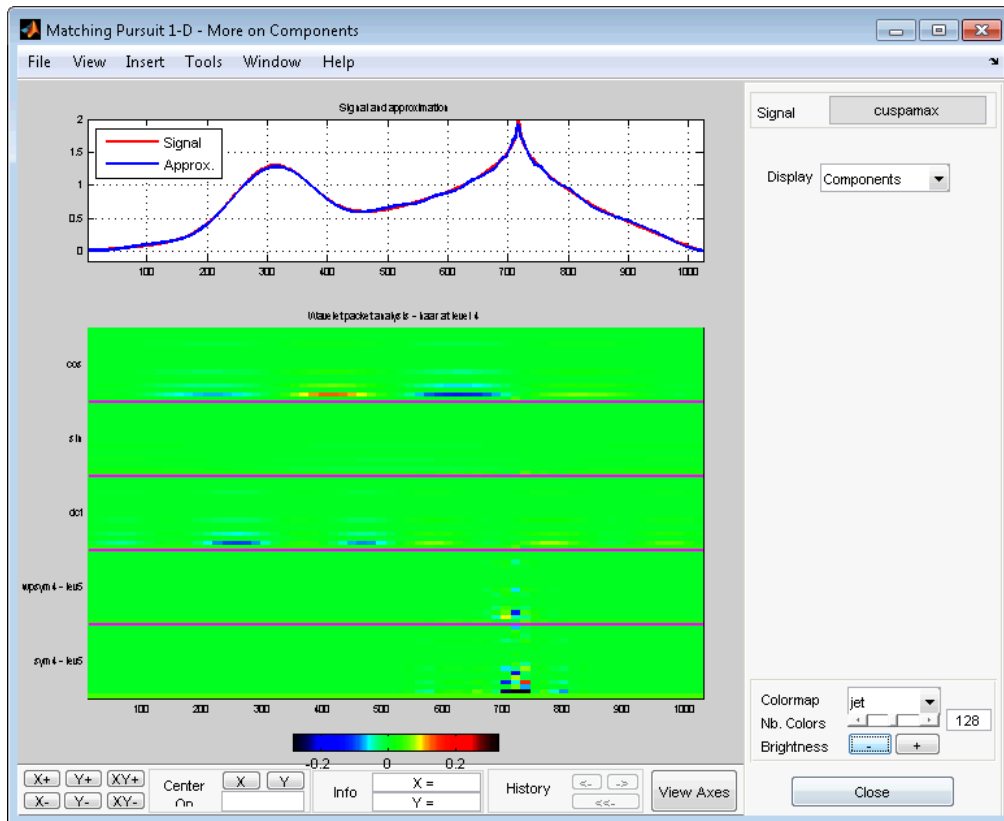 Matching Pursuit 1-D - More on Components
File View Insert Tools Window Help
Signal and approximation
2
1.5
1
0.5
0
Signal
Approx.
100 200 300 400 500 600 700 800 900 1000
Wavelet packet analysis - haar at level 4
cos
sin
dct
wpsym4 - lev5
sym4 - lev5
100 200 300 400 500 600 700 800 900 1000
-0.2 0 0.2
Signal cuspamax
Display Components
Colormap jet
Nb. Colors 128
Brightness - +
Close
X+ Y+ XY+
X- Y- XY-
Center
On
X Y
Info
X =
Y =
History
<- ->
<<-
View Axes